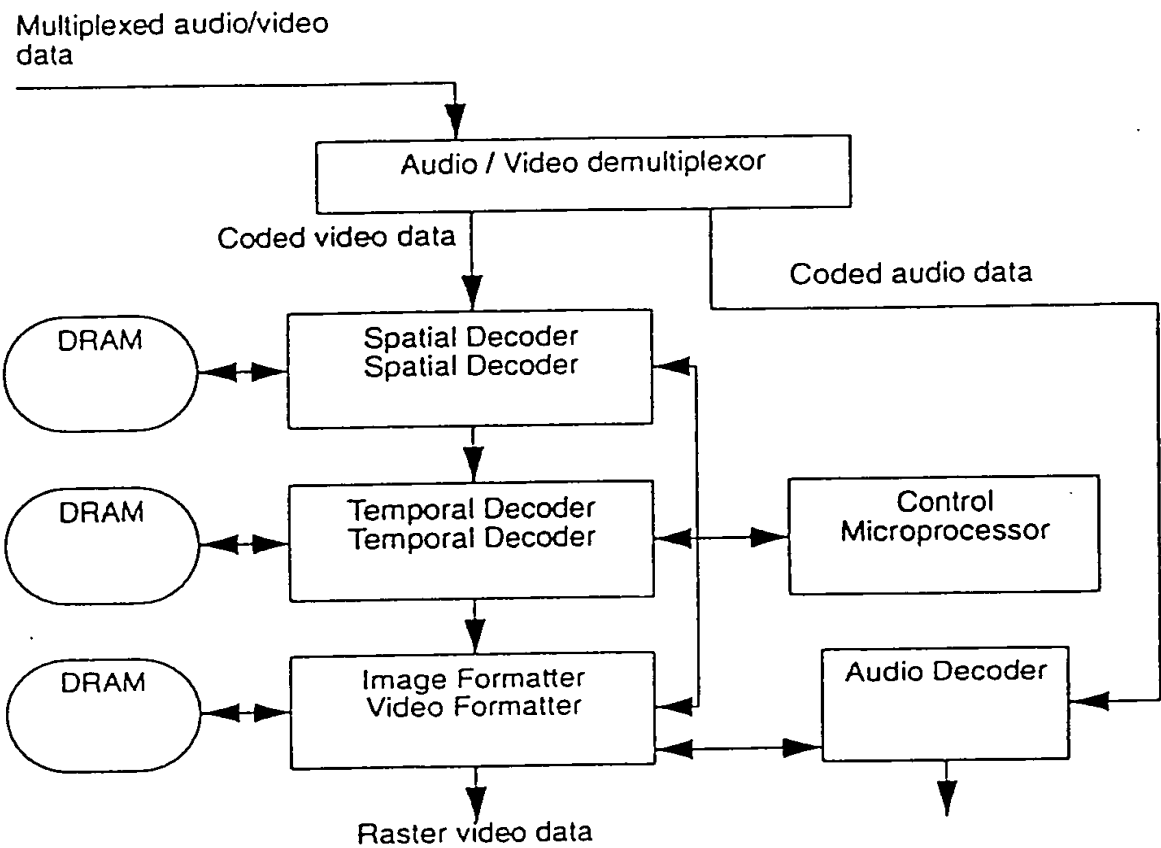 Multiplexed audio/video
data
Audio / Video demultiplexor
Coded video data
Coded audio data
DRAM
Spatial Decoder
Spatial Decoder
DRAM
Temporal Decoder
Temporal Decoder
Control
Microprocessor
DRAM
Image Formatter
Video Formatter
Audio Decoder
Raster video data